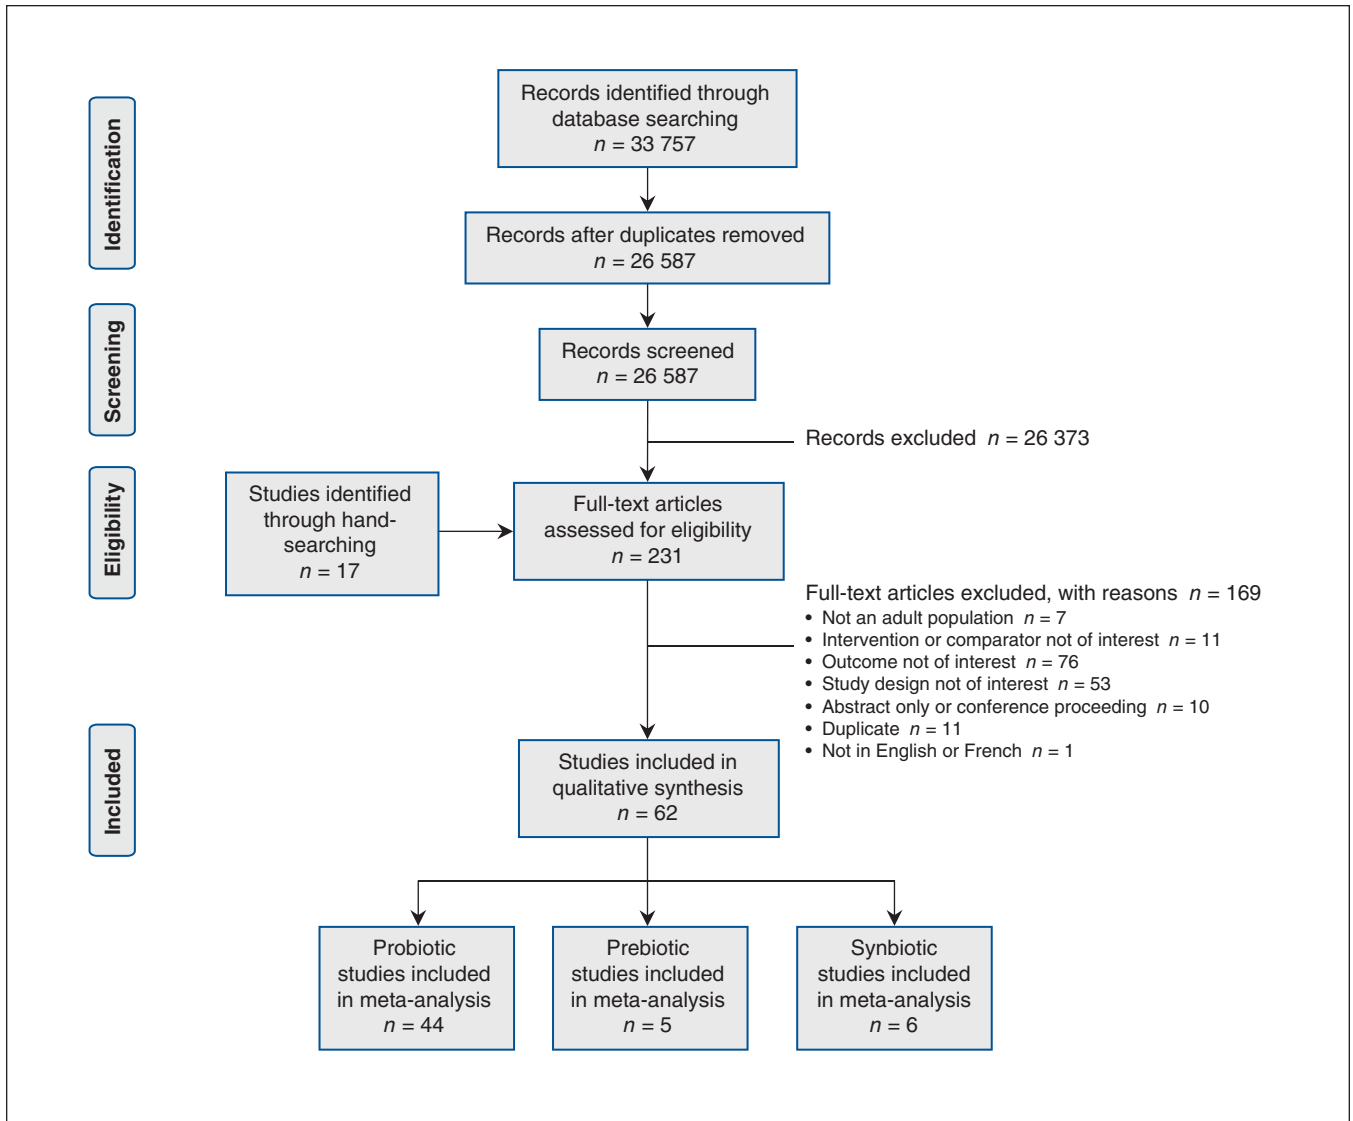 Identification
Records identified through
database searching
n = 33 757
Records after duplicates removed
n = 26 587
Screening
Records screened
n = 26 587
Records excluded n = 26 373
Eligibility
Studies identified
through hand-
searching
n = 17
Full-text articles
assessed for eligibility
n = 231
Full-text articles excluded, with reasons n = 169
• Not an adult population n = 7
• Intervention or comparator not of interest n = 11
• Outcome not of interest n = 76
• Study design not of interest n = 53
• Abstract only or conference proceeding n = 10
• Duplicate n = 11
• Not in English or French n = 1
Included
Studies included in
qualitative synthesis
n = 62
Probiotic
studies included
in meta-analysis
n = 44
Prebiotic
studies included
in meta-analysis
n = 5
Synbiotic
studies included
in meta-analysis
n = 6